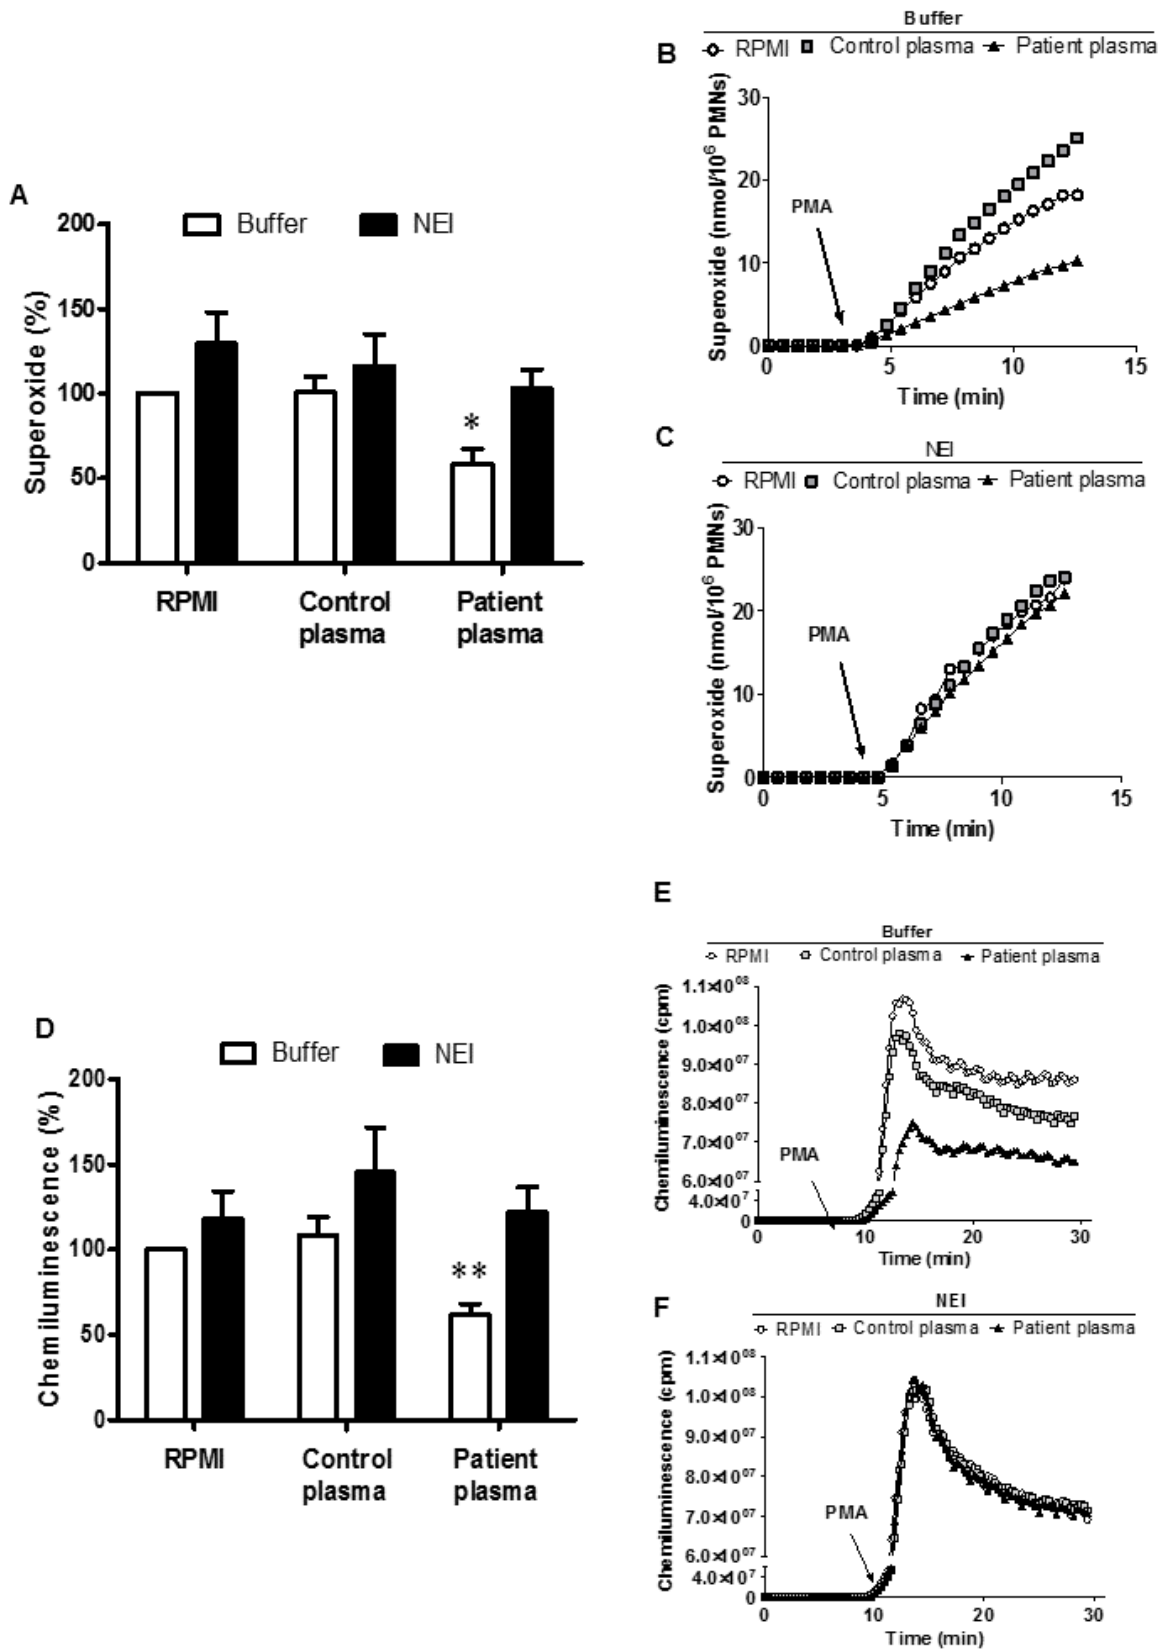 A
Buffer NEI
Superoxide (%)
200
150
100
50
0
*
RPMI Control plasma Patient plasma
B
Buffer
RPMI Control plasma Patient plasma
Superoxide (nmol/10⁶ PMNs)
30
20
10
0
PMA
0 5 10 15
Time (min)
C
NEI
RPMI Control plasma Patient plasma
Superoxide (nmol/10⁶ PMNs)
30
20
10
0
PMA
0 5 10 15
Time (min)
D
Buffer NEI
Chemiluminescence (%)
200
150
100
50
0
**
RPMI Control plasma Patient plasma
E
Buffer
RPMI Control plasma Patient plasma
Chemiluminescence (cpm)
1.1×10⁰⁸
1.0×10⁰⁸
9.0×10⁰⁷
8.0×10⁰⁷
7.0×10⁰⁷
6.0×10⁰⁷
4.0×10⁷
0
PMA
0 10 20 30
Time (min)
F
NEI
RPMI Control plasma Patient plasma
Chemiluminescence (cpm)
1.1×10⁰⁸
1.0×10⁰⁸
9.0×10⁰⁷
8.0×10⁰⁷
7.0×10⁰⁷
6.0×10⁰⁷
4.0×10⁷
0
PMA
0 10 20 30
Time (min)